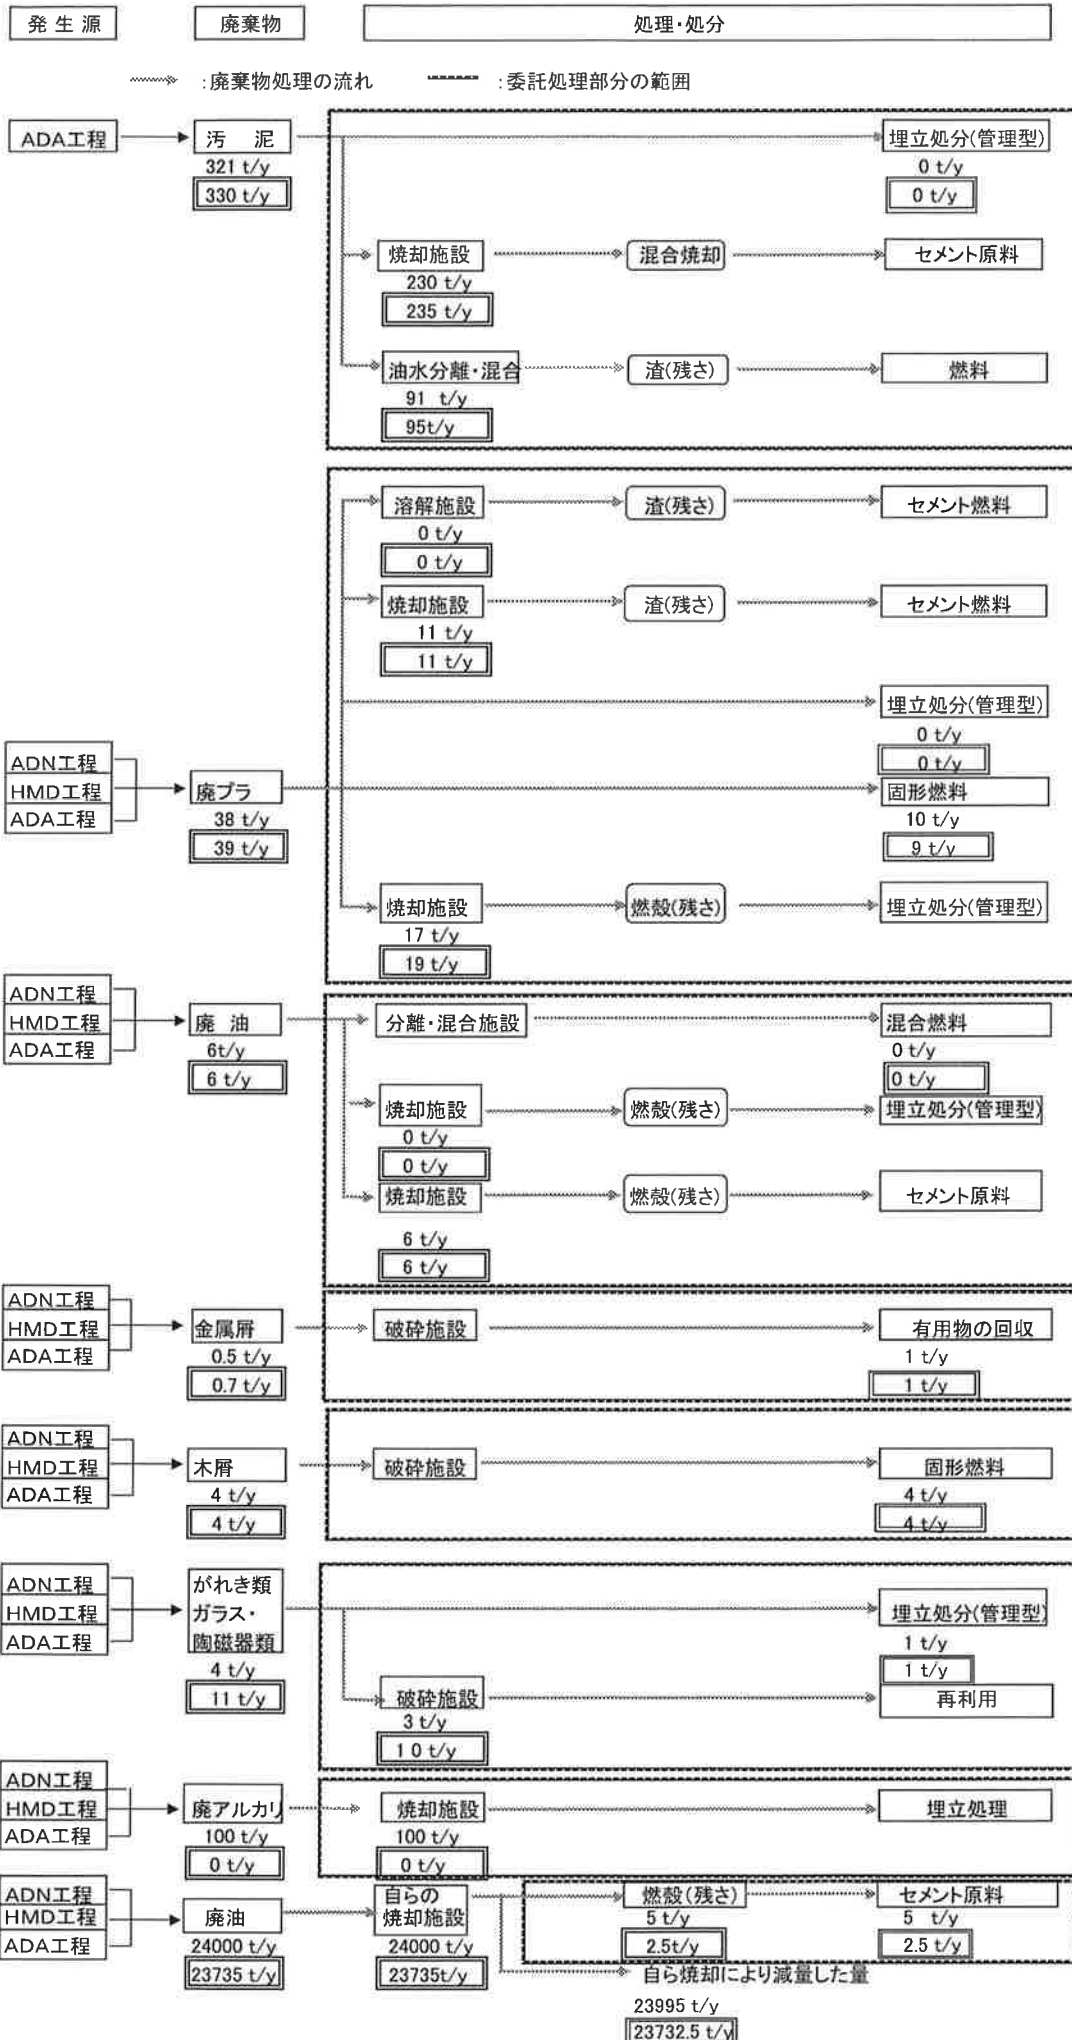 発 生 源
廃棄物
処理・処分
:廃棄物処理の流れ
:委託処理部分の範囲
ADA工程
汚 泥
321 t/y
330 t/y
埋立処分(管理型)
0 t/y
0 t/y
焼却施設
230 t/y
235 t/y
混合焼却
セメント原料
油水分離・混合
91 t/y
95t/y
渣(残さ)
燃料
溶解施設
0 t/y
0 t/y
渣(残さ)
セメント燃料
焼却施設
11 t/y
11 t/y
渣(残さ)
セメント燃料
埋立処分(管理型)
0 t/y
0 t/y
ADN工程
HMD工程
ADA工程
廃プラ
38 t/y
39 t/y
固形燃料
10 t/y
9 t/y
焼却施設
17 t/y
19 t/y
燃殻(残さ)
埋立処分(管理型)
ADN工程
HMD工程
ADA工程
廃 油
6t/y
6 t/y
分離・混合施設
混合燃料
0 t/y
0 t/y
焼却施設
0 t/y
0 t/y
燃殻(残さ)
埋立処分(管理型)
焼却施設
6 t/y
6 t/y
燃殻(残さ)
セメント原料
ADN工程
HMD工程
ADA工程
金属屑
0.5 t/y
0.7 t/y
破砕施設
有用物の回収
1 t/y
1 t/y
ADN工程
HMD工程
ADA工程
木屑
4 t/y
4 t/y
破砕施設
固形燃料
4 t/y
4 t/y
ADN工程
HMD工程
ADA工程
がれき類
ガラス・
陶磁器類
4 t/y
11 t/y
埋立処分(管理型)
1 t/y
1 t/y
破砕施設
3 t/y
1 0 t/y
再利用
ADN工程
HMD工程
ADA工程
廃アルカリ
100 t/y
0 t/y
焼却施設
100 t/y
0 t/y
埋立処理
ADN工程
HMD工程
ADA工程
廃油
24000 t/y
23735 t/y
自らの
焼却施設
24000 t/y
23735t/y
燃殻(残さ)
5 t/y
2.5t/y
セメント原料
5 t/y
2.5 t/y
自ら焼却により減量した量
23995 t/y
23732.5 t/y